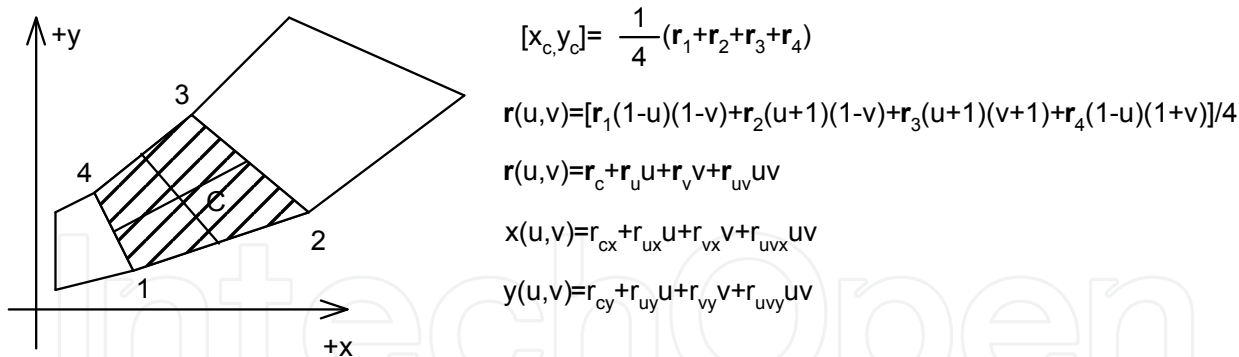 +y
3
4
C
2
1
+x
[x_c,y_c]= 1/4 (r_1+r_2+r_3+r_4)
r(u,v)=[r_1(1-u)(1-v)+r_2(u+1)(1-v)+r_3(u+1)(v+1)+r_4(1-u)(1+v)]/4
r(u,v)=r_c+r_u u+r_v v+r_uv uv
x(u,v)=r_cx+r_ux u+r_vx v+r_uvx uv
y(u,v)=r_cy+r_uy u+r_vy v+r_uvy uv
IntechOpen